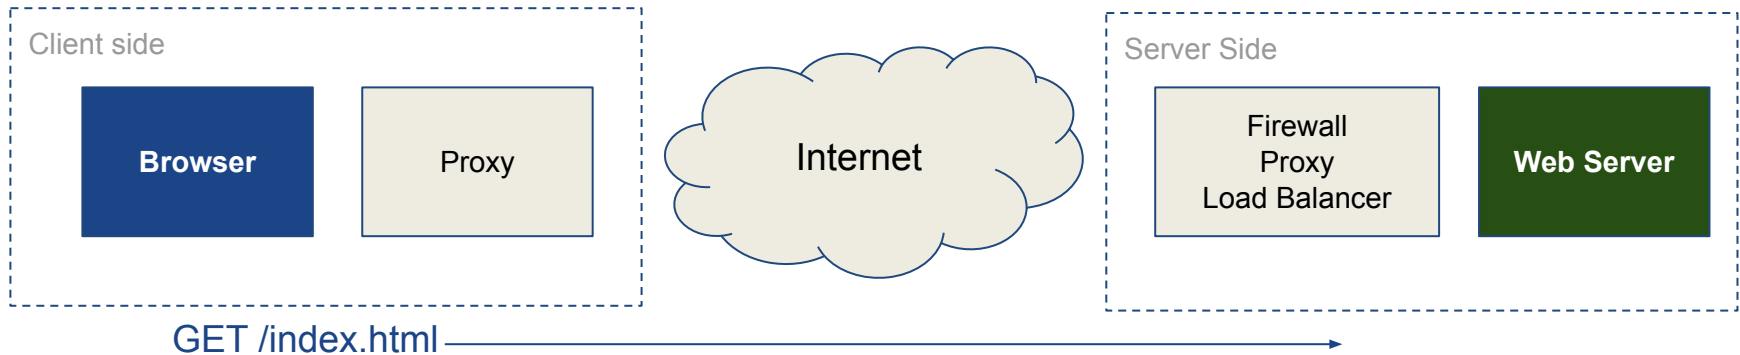 Client side
Browser
Proxy
Internet
Server Side
Firewall
Proxy
Load Balancer
Web Server
GET /index.html